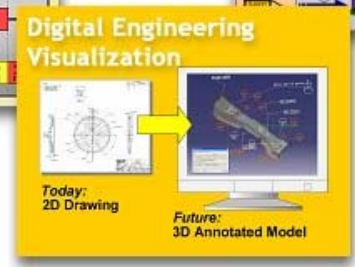 Digital Engineering
Visualization
Today:
2D Drawing
Future:
3D Annotated Model